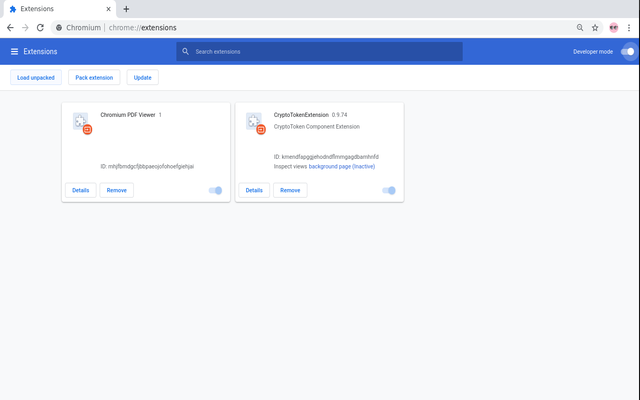 Extensions
Chromium | chrome://extensions
Extensions
Search extensions
Developer mode
Load unpacked
Pack extension
Update
Chromium PDF Viewer 1
ID: mhjfbmdgcfjbbpaeojofohoefgiehjai
Details
Remove
CryptoTokenExtension 0.9.74
CryptoToken Component Extension
ID: kmendfapggjehodndflmmgagdbamhnfd
Inspect views background page (Inactive)
Details
Remove